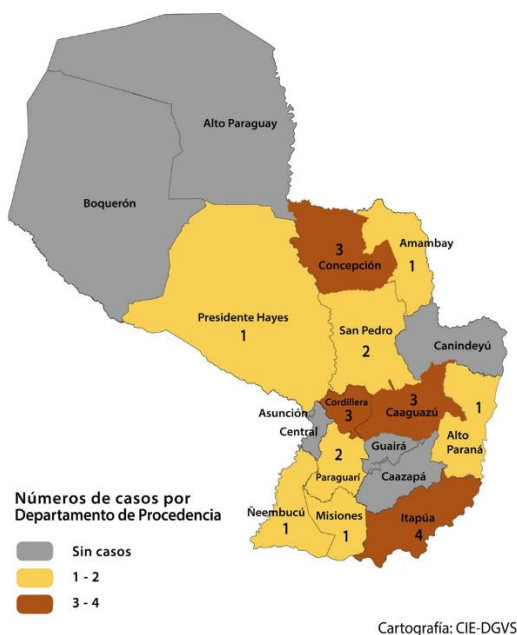 Alto Paraguay
Boquerón
3
Concepción
Amambay
1
Presidente Hayes
1
San Pedro
2
Canindeyú
Cordillera
3
3
Caaguazú
1
Alto
Paraná
Asunción
Central
Guairá
2
Paraguarí
Caazapá
Ñeembucú
1
Misiones
1
Itapúa
4
Números de casos por
Departamento de Procedencia
Sin casos
1 - 2
3 - 4
Cartografía: CIE-DGVS